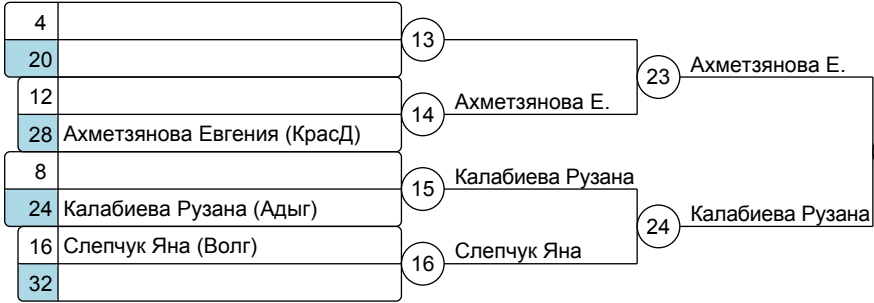 4
20
13
12
28 Ахметзянова Евгения (КрасД)
14
Ахметзянова Е.
23
Ахметзянова Е.
8
24 Калабиева Рузана (Адыг)
15
Калабиева Рузана
16 Слепчук Яна (Волг)
32
16
Слепчук Яна
24
Калабиева Рузана